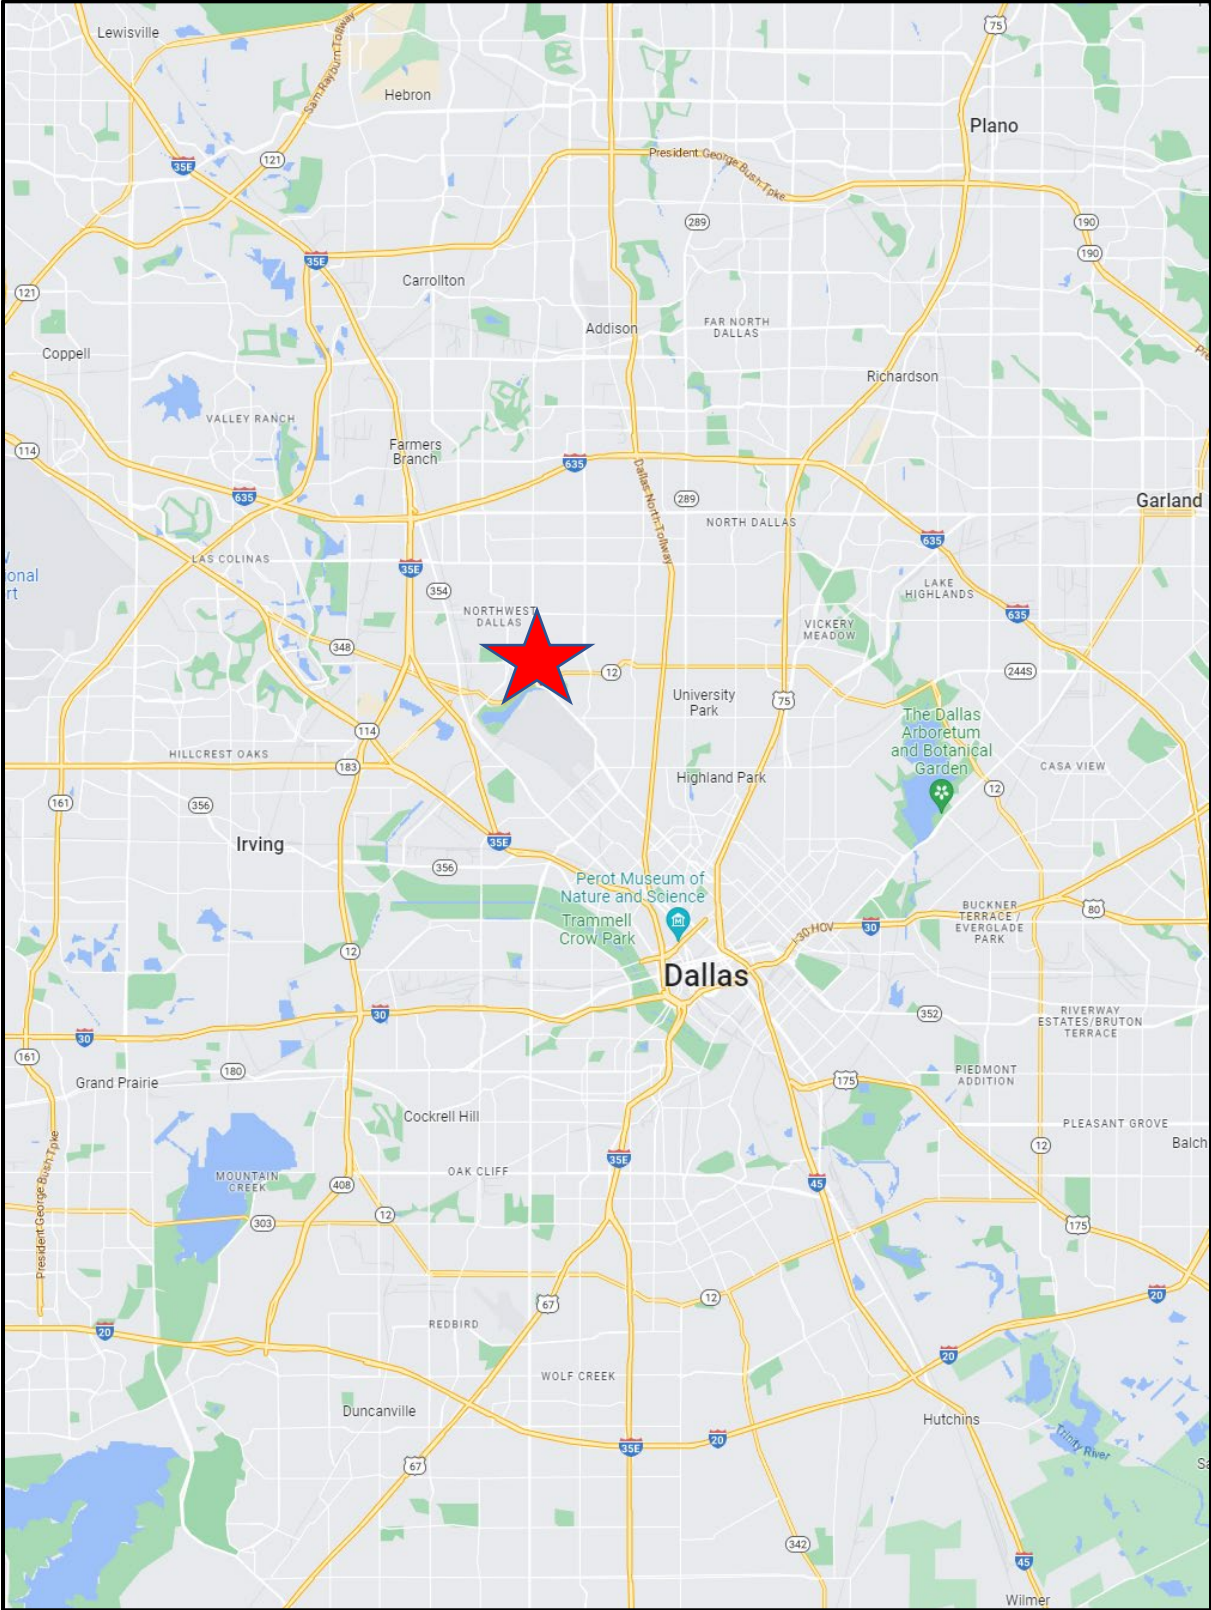 Lewisville
75
Sam Rayburn Tollway
Hebron
Plano
121
35E
President George Bush Tpke
289
190
190
35E
Carrollton
121
Addison
FAR NORTH
DALLAS
Coppell
Richardson
VALLEY RANCH
Farmers
Branch
114
635
635
Dallas North Tollway
289
Garland
NORTH DALLAS
635
LAS COLINAS
ional
rt
35E
354
LAKE
HIGHLANDS
NORTHWEST
DALLAS
635
VICKERY
MEADOW
348
12
244S
University
Park
75
The Dallas
Arboretum
and Botanical
Garden
114
HILLCREST OAKS
183
Highland Park
CASA VIEW
161
356
12
Irving
35E
356
Perot Museum of
Nature and Science
Trammell
Crow Park
BUCKNER
TERRACE /
EVERGLADE
PARK
80
I-30 HOV
30
12
Dallas
30
352
RIVERWAY
ESTATES/BRUTON
TERRACE
30
161
180
Grand Prairie
175
PIEDMONT
ADDITION
Cockrell Hill
PLEASANT GROVE
Balch
12
President George Bush Tpke
MOUNTAIN
CREEK
OAK CLIFF
35E
408
45
303
12
175
67
12
20
20
REDBIRD
20
WOLF CREEK
Duncanville
Hutchins
35E
20
Trinity River
67
342
45
Wilmer